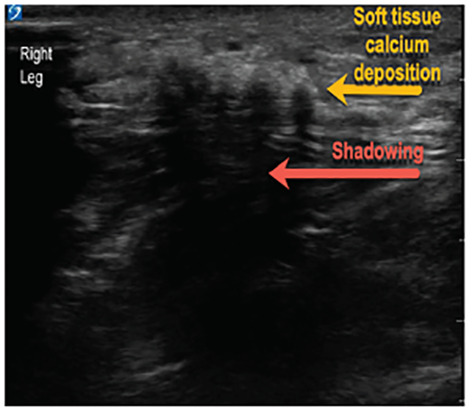 Right
Leg
Soft tissue
calcium
deposition
Shadowing